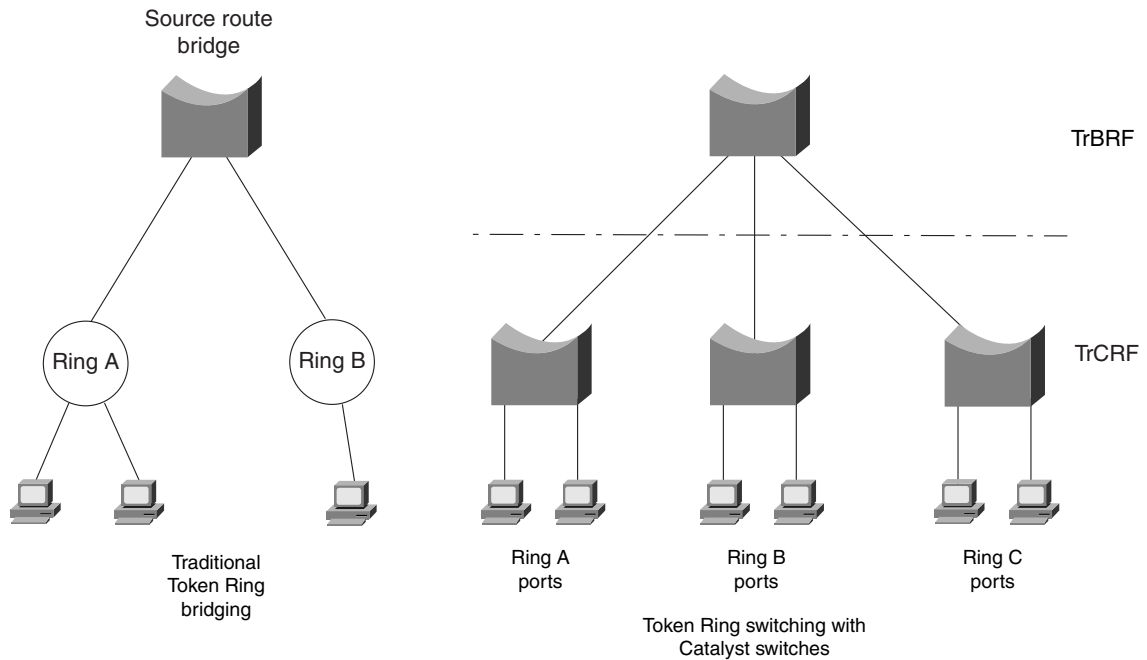 Source route
bridge
Ring A
Ring B
Traditional
Token Ring
bridging
TrBRF
TrCRF
Ring A
ports
Ring B
ports
Ring C
ports
Token Ring switching with
Catalyst switches